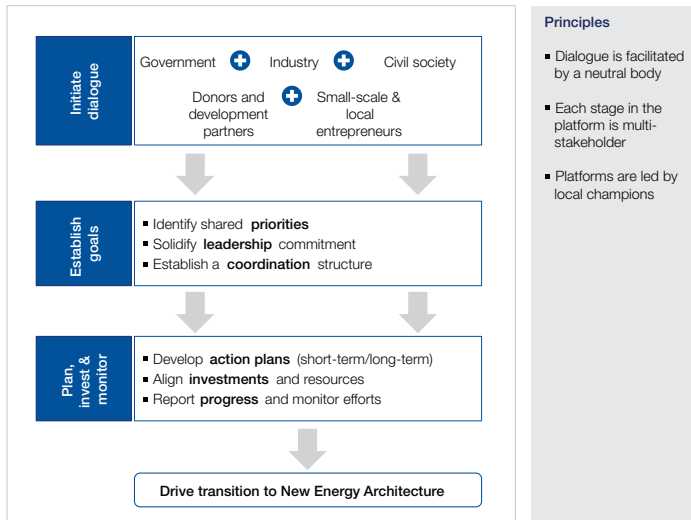 Initiate
dialogue
Government Industry Civil society
Donors and
development
partners
Small-scale &
local
entrepreneurs
Establish
goals
▪ Identify shared priorities
▪ Solidify leadership commitment
▪ Establish a coordination structure
Plan,
invest &
monitor
▪ Develop action plans (short-term/long-term)
▪ Align investments and resources
▪ Report progress and monitor efforts
Drive transition to New Energy Architecture
Principles
▪ Dialogue is facilitated
by a neutral body
▪ Each stage in the
platform is multi-
stakeholder
▪ Platforms are led by
local champions